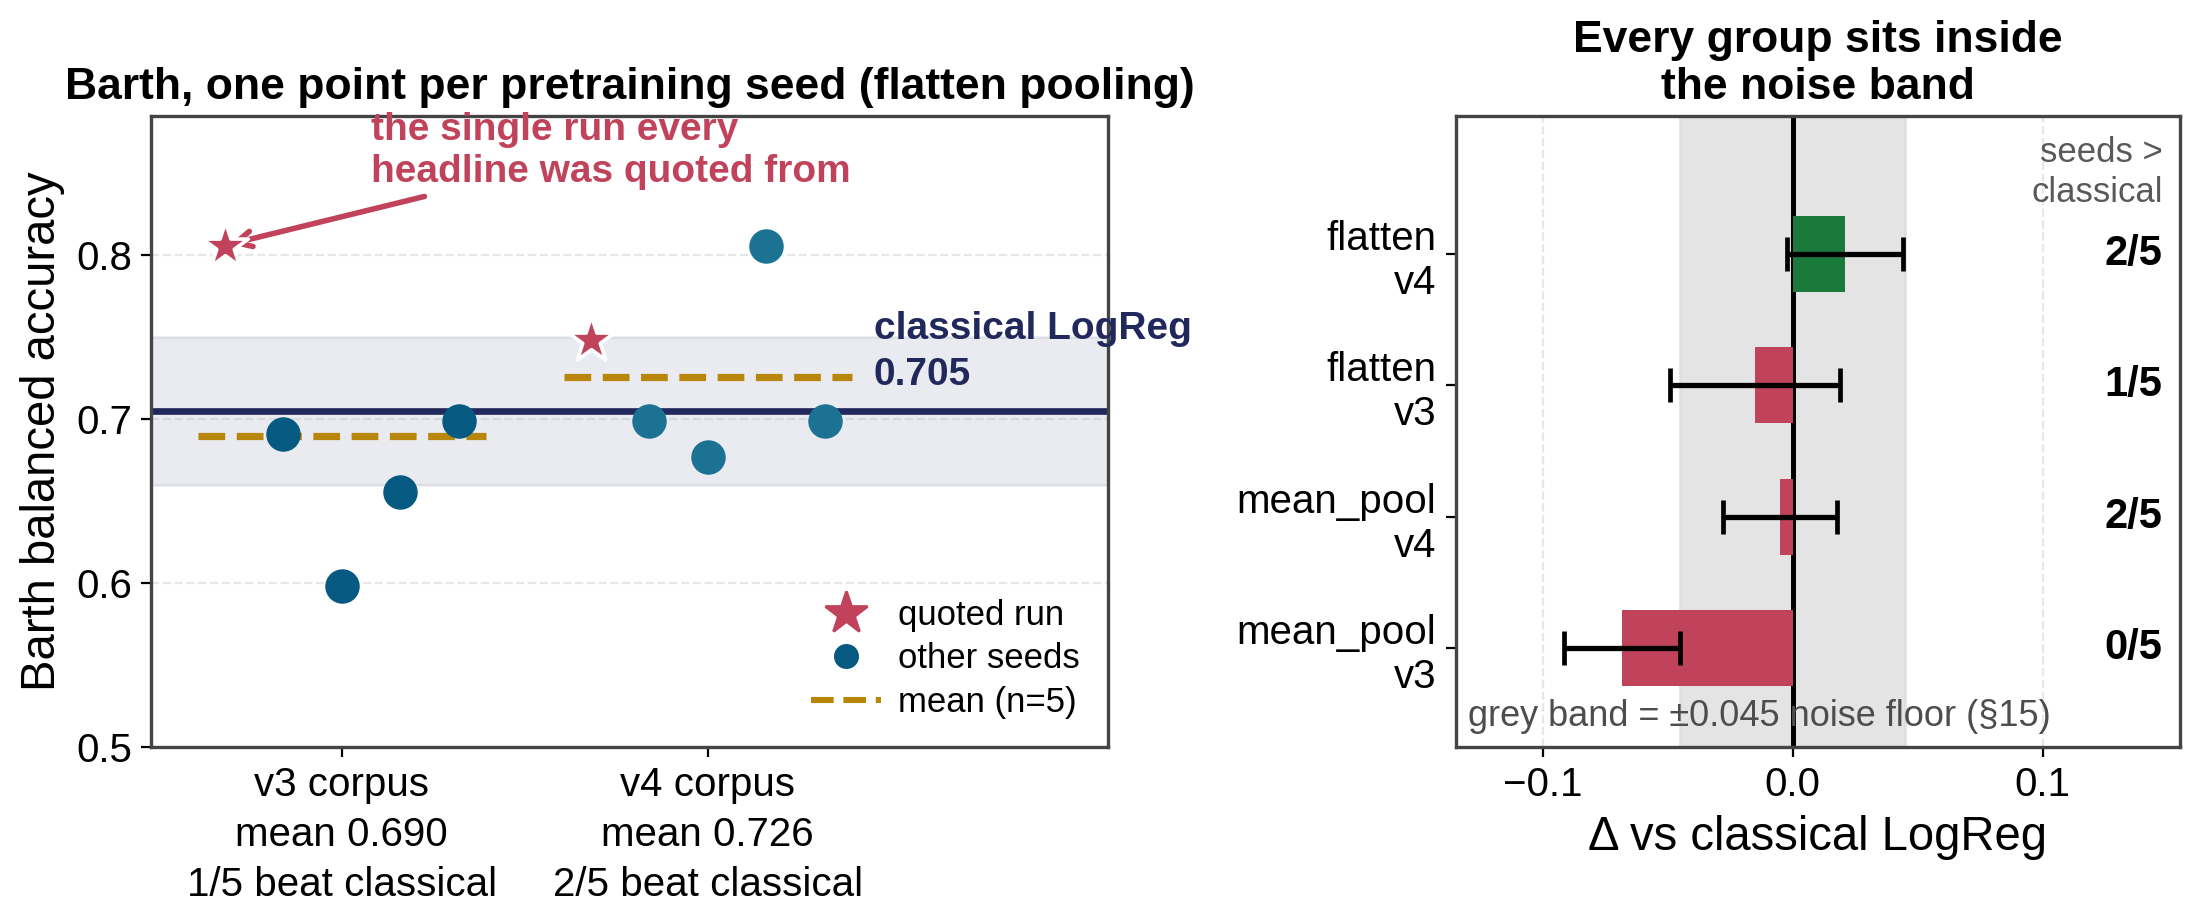 Barth, one point per pretraining seed (flatten pooling)
the single run every
headline was quoted from
Barth balanced accuracy
0.8
0.7
0.6
0.5
classical LogReg
0.705
quoted run
other seeds
mean (n=5)
v3 corpus
mean 0.690
1/5 beat classical
v4 corpus
mean 0.726
2/5 beat classical
Every group sits inside
the noise band
seeds >
classical
flatten
v4
2/5
flatten
v3
1/5
mean_pool
v4
2/5
mean_pool
v3
0/5
grey band = ±0.045 noise floor (§15)
−0.1
0.0
0.1
Δ vs classical LogReg